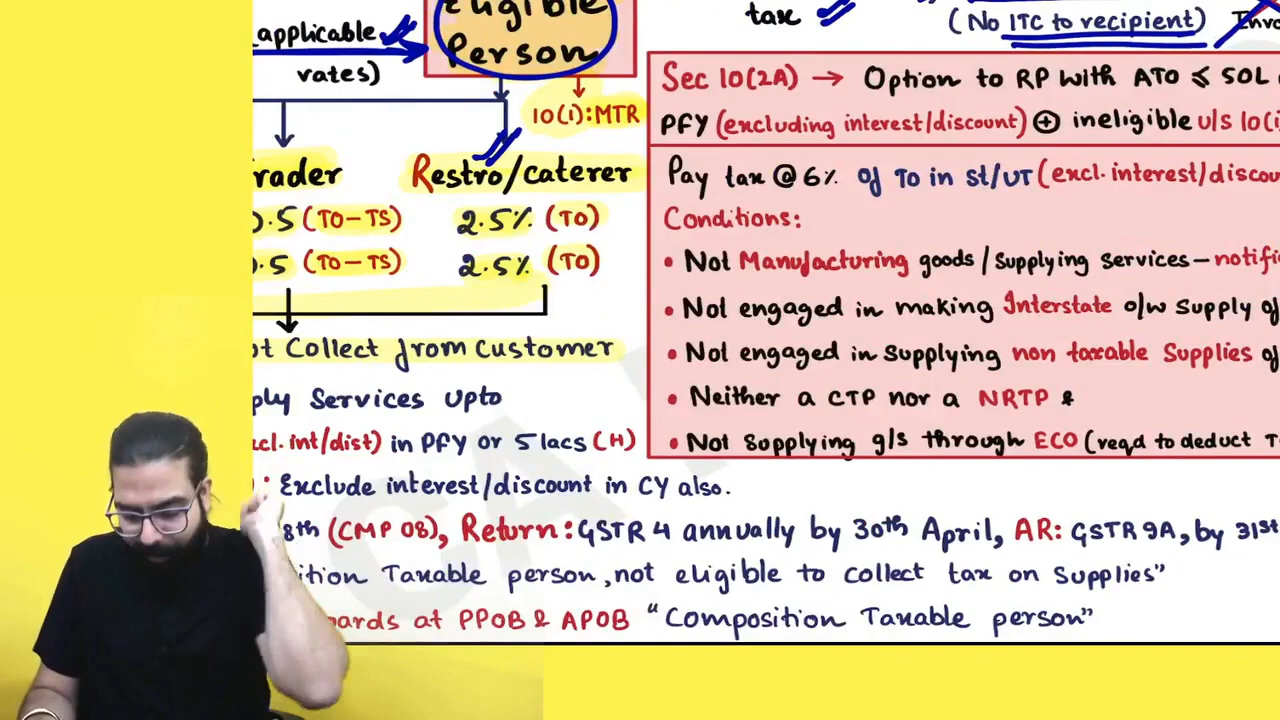 Eligible
Person
applicable
rates)
10(1):MTR
Trader
Restro/caterer
0.5 (TO-TS)
2.5% (TO)
0.5 (TO-TS)
2.5% (TO)
Collect from Customer
Services Upto
int/dist) in PFY or 5 lacs (H)
: Exclude interest/discount in CY also.
8th (CMP 08), Return: GSTR 4 annually by 30th April, AR: GSTR 9A, by 31st
Taxable person, not eligible to collect tax on Supplies"
at PPOB & APOB "Composition Taxable person"
tax
(No ITC to recipient)
Sec 10(2A) → Option to RP with ATO ⩽ 50L
PFY (excluding interest/discount) ⊕ ineligible u/s 10(1
Pay tax @ 6% of TO in St/UT (excl. interest/discou
Conditions:
• Not Manufacturing goods/Supplying Services – notifi
• Not engaged in making Interstate o/w Supply of
• Not engaged in Supplying non taxable Supplies of
• Neither a CTP nor a NRTP &
• Not Supplying g/s through ECO (reqd to deduct T